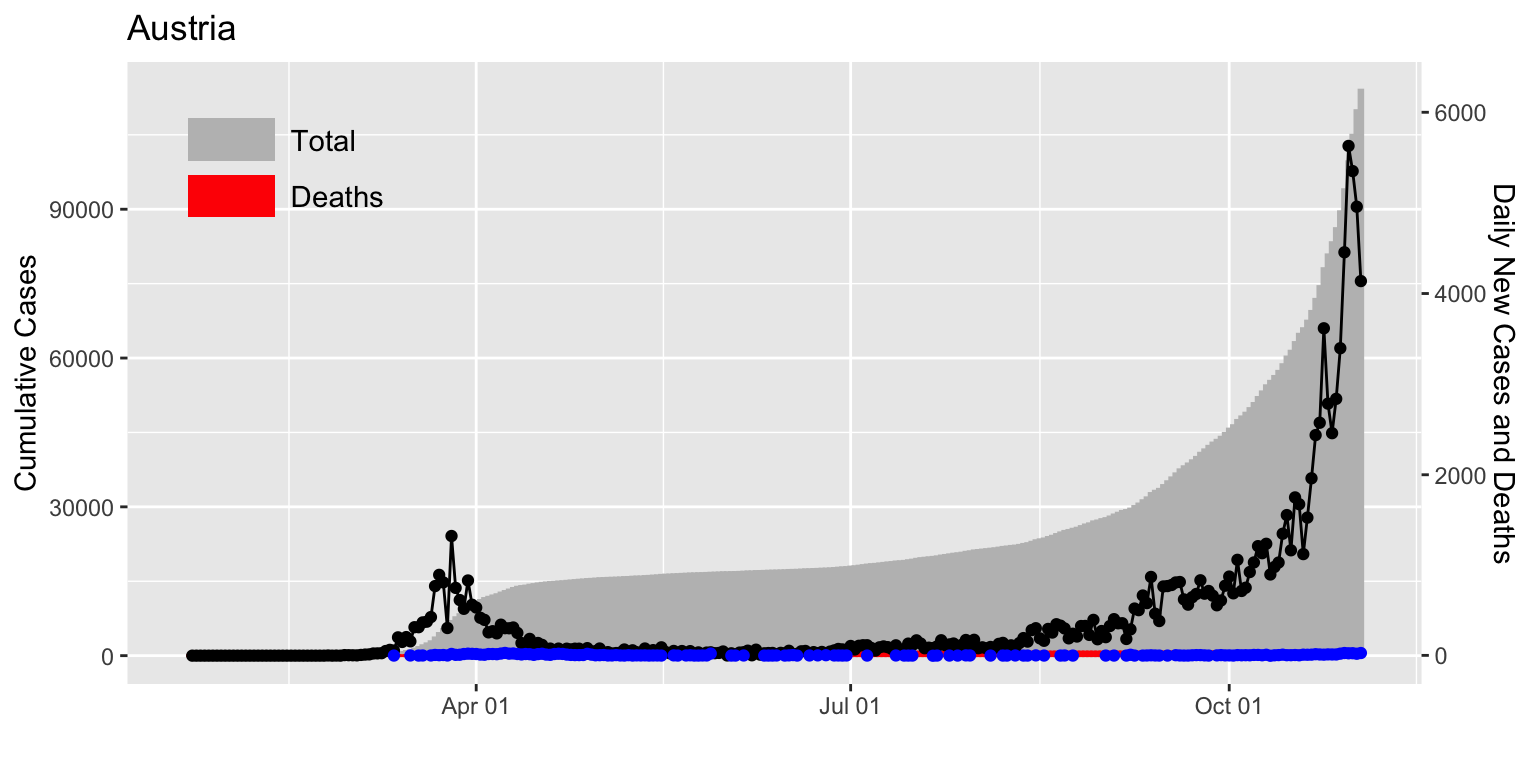 Austria
Total
Deaths
Cumulative Cases
90000
60000
30000
0
6000
4000
2000
0
Daily New Cases and Deaths
Apr 01
Jul 01
Oct 01